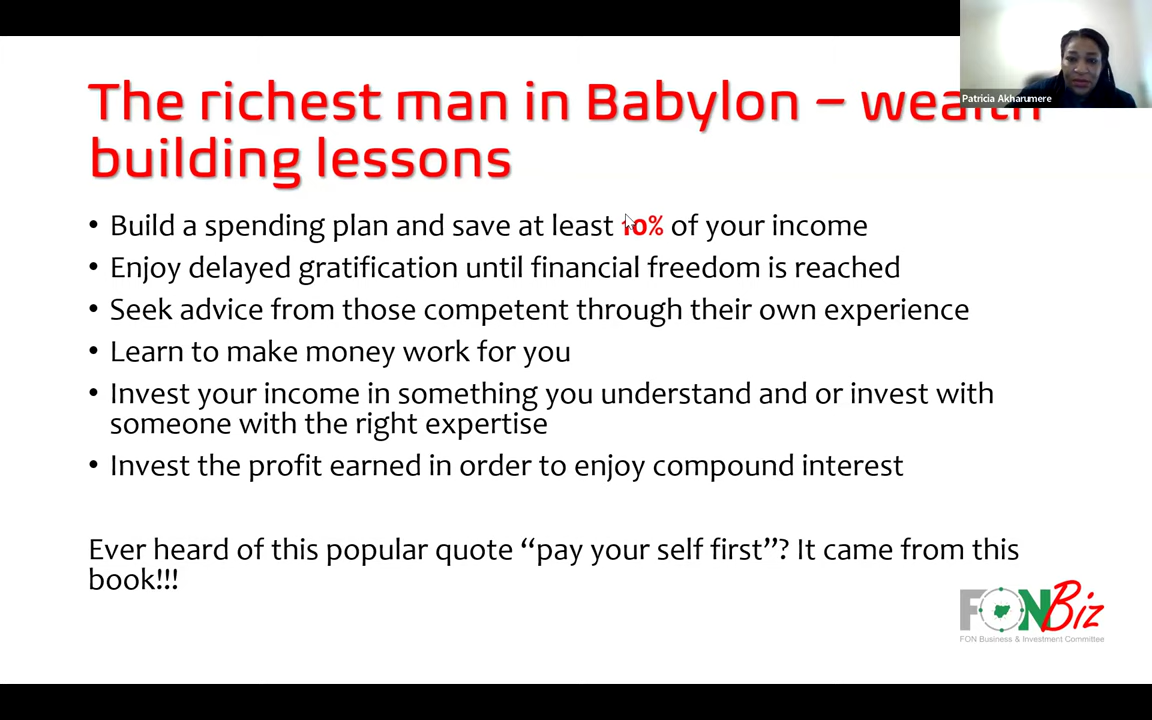 The richest man in Babylon – wealth
building lessons
Patricia Akharumere
• Build a spending plan and save at least 10% of your income
• Enjoy delayed gratification until financial freedom is reached
• Seek advice from those competent through their own experience
• Learn to make money work for you
• Invest your income in something you understand and or invest with
someone with the right expertise
• Invest the profit earned in order to enjoy compound interest
Ever heard of this popular quote “pay your self first”? It came from this
book!!!
FON Biz
FON Business & Investment Committee